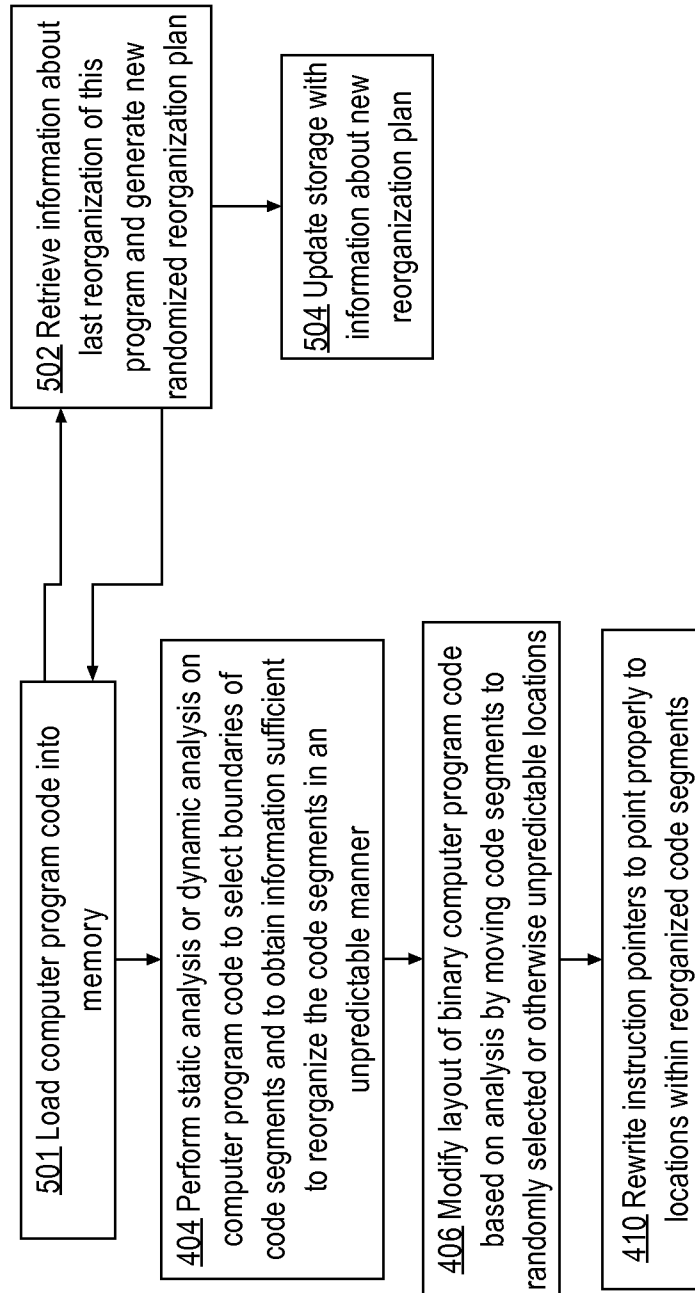 501 Load computer program code into
memory
404 Perform static analysis or dynamic analysis on
computer program code to select boundaries of
code segments and to obtain information sufficient
to reorganize the code segments in an
unpredictable manner
406 Modify layout of binary computer program code
based on analysis by moving code segments to
randomly selected or otherwise unpredictable locations
410 Rewrite instruction pointers to point properly to
locations within reorganized code segments
502 Retrieve information about
last reorganization of this
program and generate new
randomized reorganization plan
504 Update storage with
information about new
reorganization plan